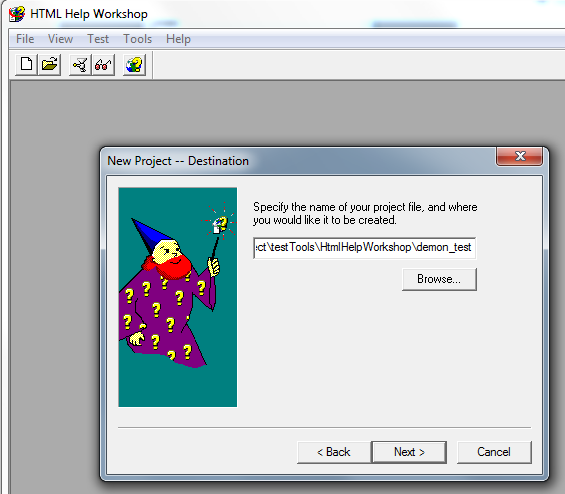 HTML Help Workshop
File View Test Tools Help
New Project -- Destination
Specify the name of your project file, and where
you would like it to be created.
ct\testTools\HtmlHelpWorkshop\demon_test
Browse...
< Back Next > Cancel